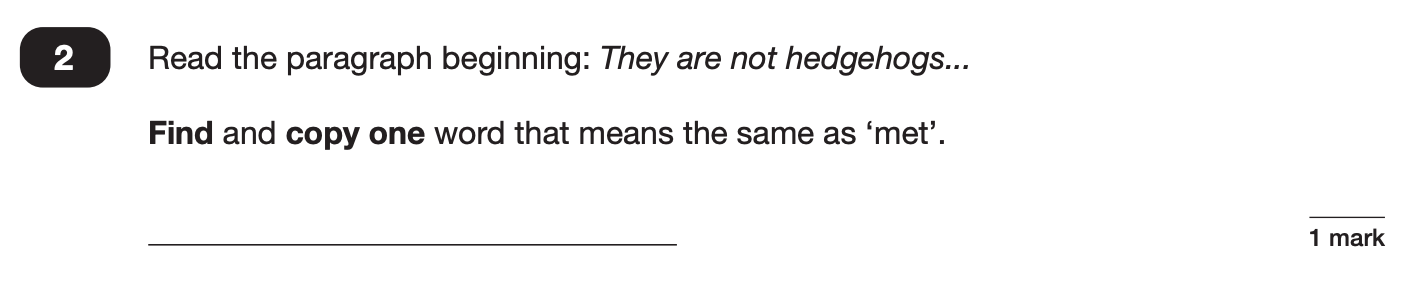 2 Read the paragraph beginning: They are not hedgehogs...
Find and copy one word that means the same as ‘met’.
1 mark